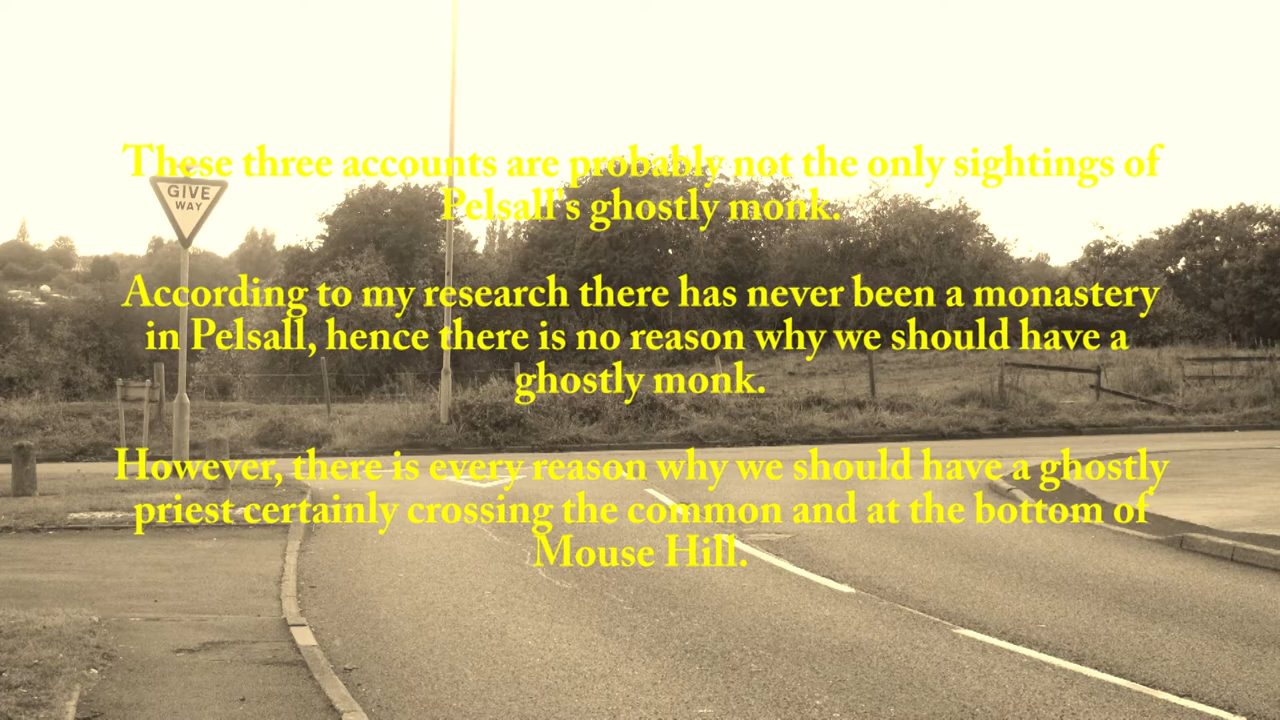 These three accounts are probably not the only sightings of
Pelsall's ghostly monk.
GIVE
WAY
According to my research there has never been a monastery
in Pelsall, hence there is no reason why we should have a
ghostly monk.
However, there is every reason why we should have a ghostly
priest certainly crossing the common and at the bottom of
Mouse Hill.